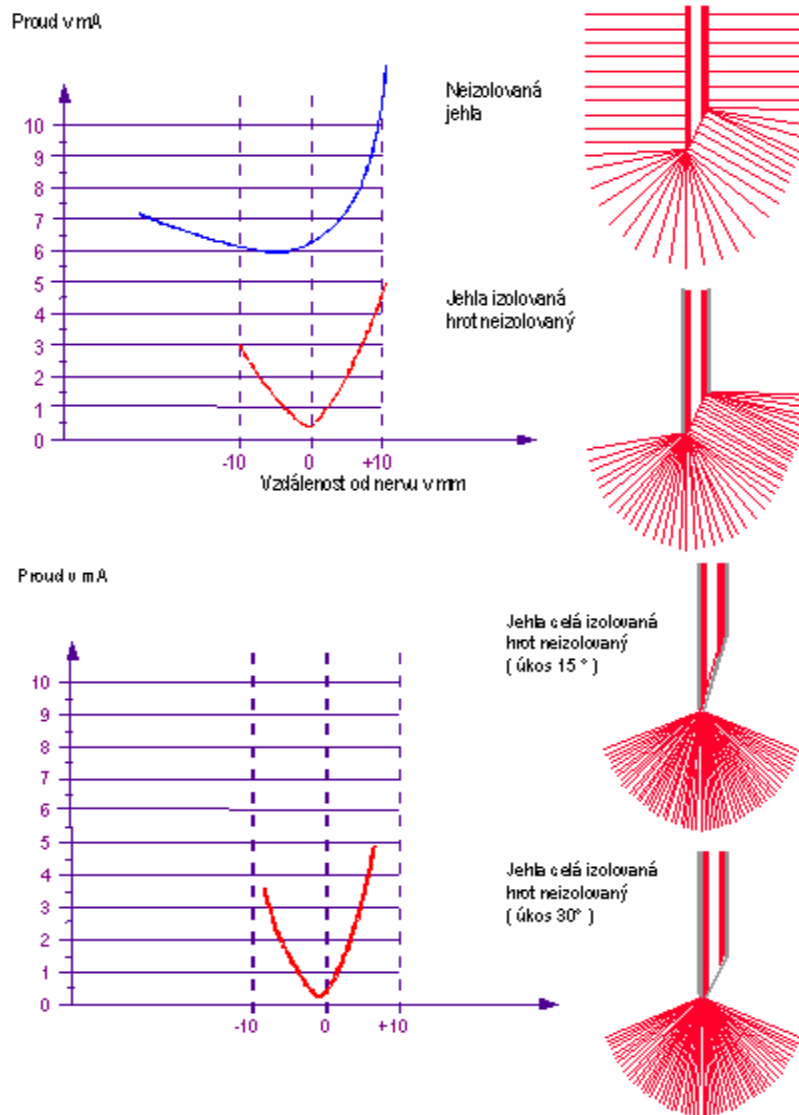 Proud v mA
10
9
8
7
6
5
4
3
2
1
0
-10 0 +10
Vzdálenost od nervu v mm
Neizolovaná
jehla
Jehla izolovaná
hrot neizolovaný
Proud v mA
10
9
8
7
6
5
4
3
2
1
0
-10 0 +10
Jehla celá izolovaná
hrot neizolovaný
( úkos 15 ° )
Jehla celá izolovaná
hrot neizolovaný
( úkos 30° )